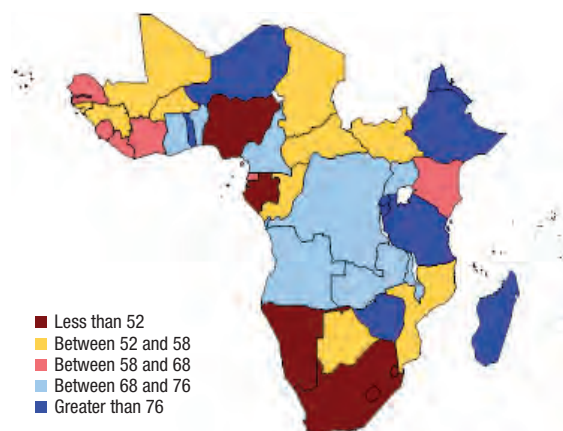 Less than 52
Between 52 and 58
Between 58 and 68
Between 68 and 76
Greater than 76